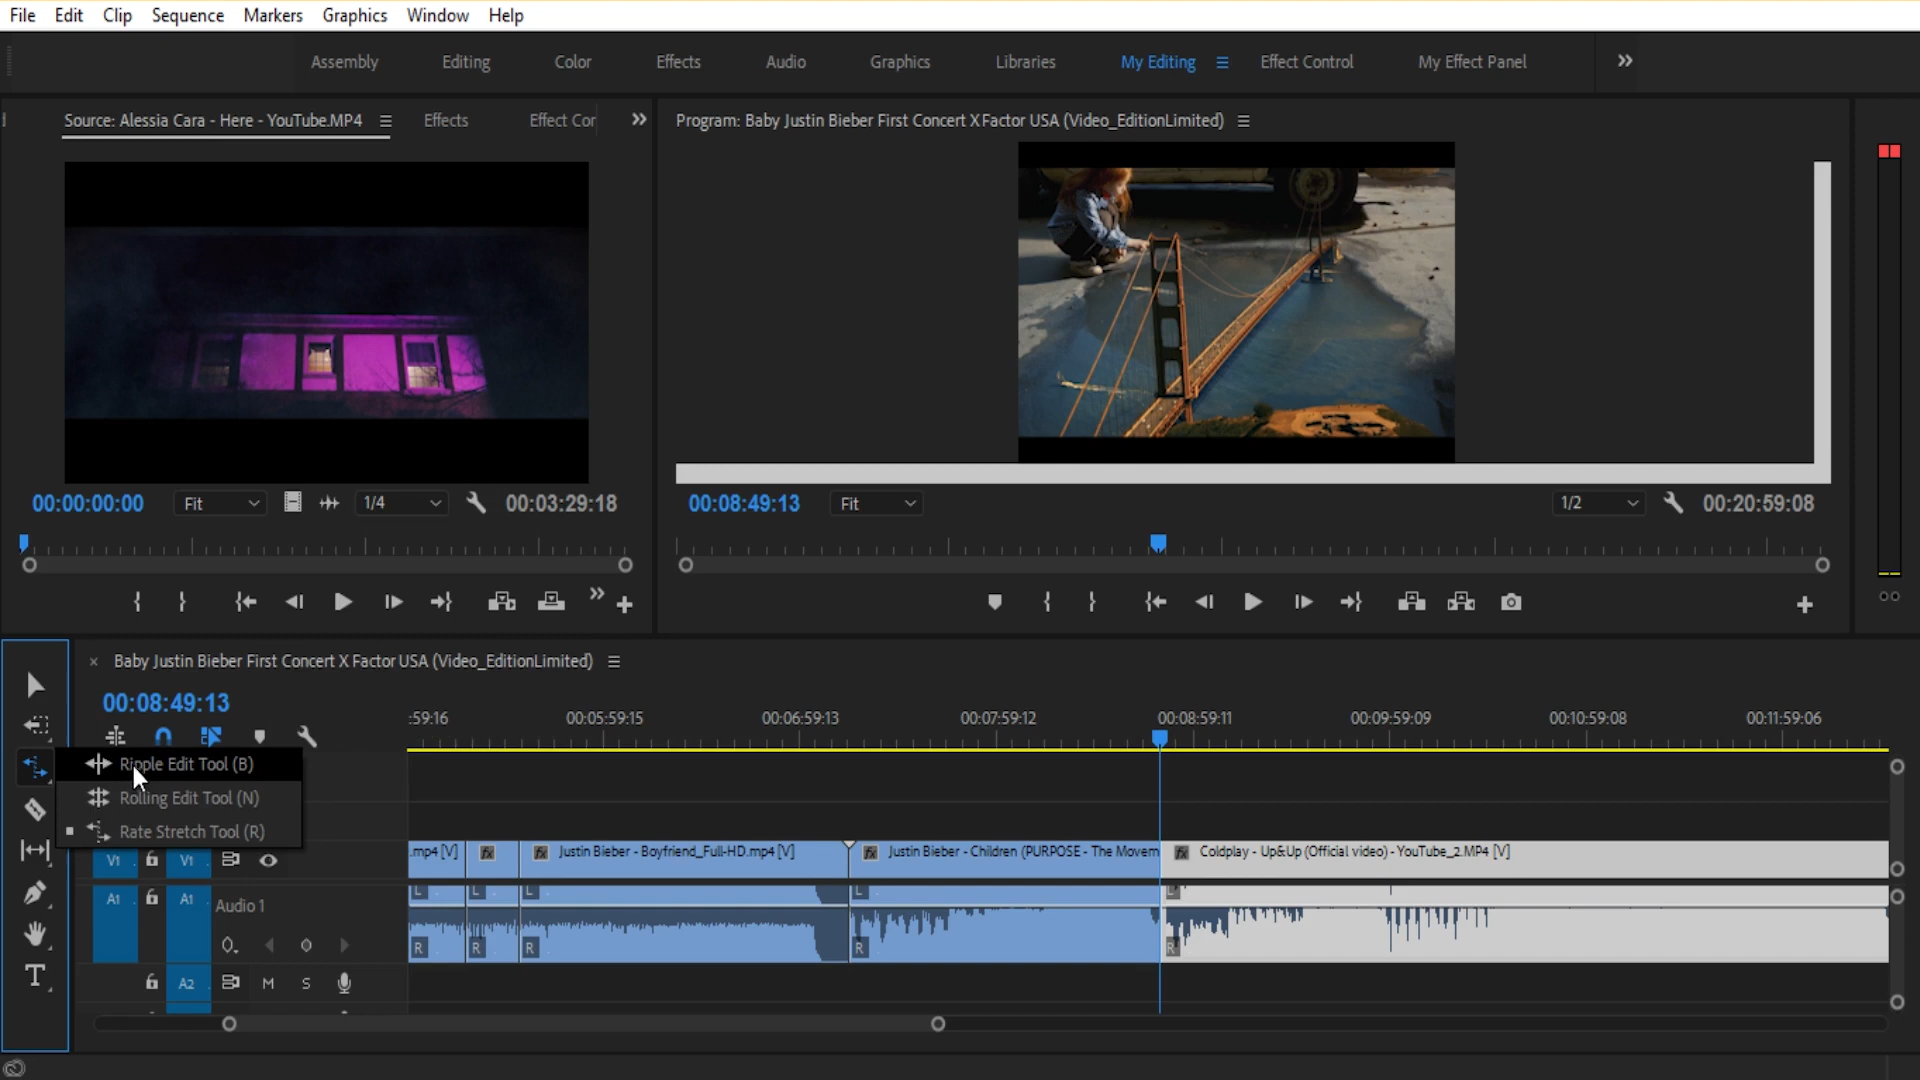 File Edit Clip Sequence Markers Graphics Window Help
Assembly Editing Color Effects Audio Graphics Libraries My Editing Effect Control My Effect Panel
Source: Alessia Cara - Here - YouTube.MP4 Effects Effect Cor
Program: Baby Justin Bieber First Concert X Factor USA (Video_EditionLimited)
00:00:00:00 Fit 1/4 00:03:29:18
00:08:49:13 Fit 1/2 00:20:59:08
Baby Justin Bieber First Concert X Factor USA (Video_EditionLimited)
00:08:49:13
:59:16 00:05:59:15 00:06:59:13 00:07:59:12 00:08:59:11 00:09:59:09 00:10:59:08 00:11:59:06
Ripple Edit Tool (B)
Rolling Edit Tool (N)
Rate Stretch Tool (R)
V1 V1
.mp4 [V] fx fx Justin Bieber - Boyfriend_Full-HD.mp4 [V] fx Justin Bieber - Children (PURPOSE - The Movem fx Coldplay - Up&Up (Official video) - YouTube_2.MP4 [V]
A1 A1 Audio 1
L L L L L
R R R R R
A2 M S
T